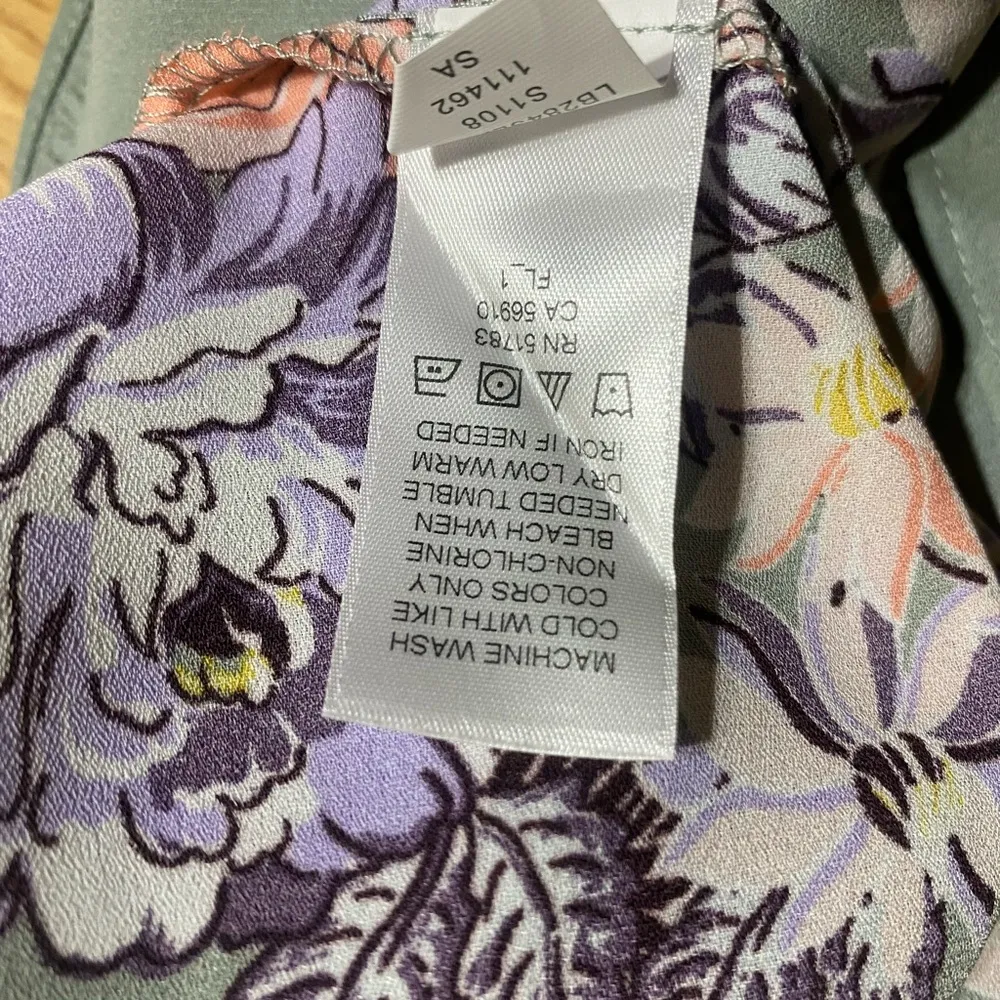 MACHINE WASH
COLD WITH LIKE
COLORS ONLY
NON-CHLORINE
BLEACH WHEN
NEEDED TUMBLE
DRY LOW WARM
IRON IF NEEDED
RN 51783
CA 56910
FL_1
S1108
111462
SA